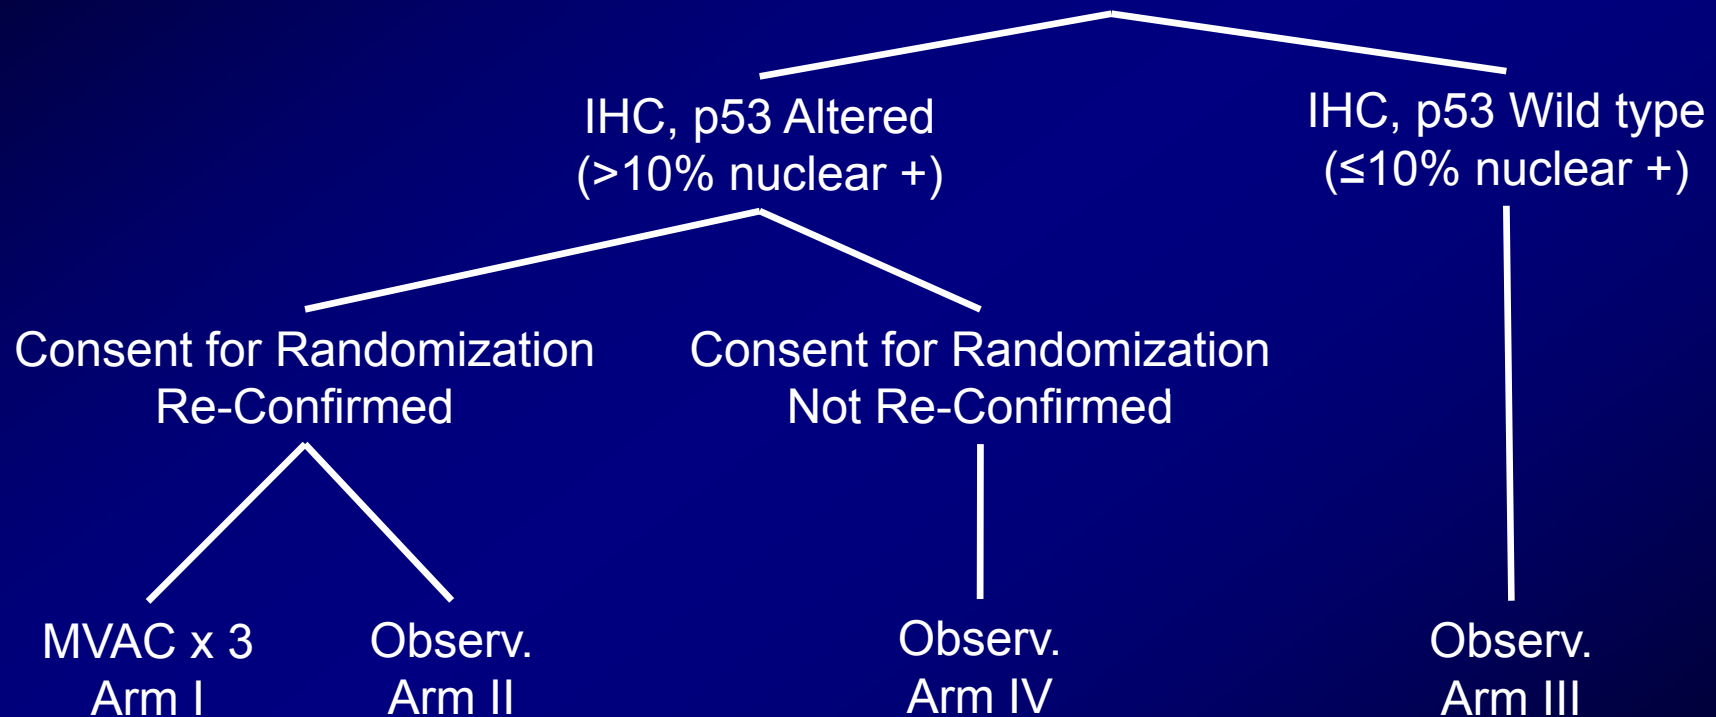 IHC, p53 Altered
(>10% nuclear +)
IHC, p53 Wild type
(≤10% nuclear +)
Consent for Randomization
Re-Confirmed
Consent for Randomization
Not Re-Confirmed
MVAC x 3
Arm I
Observ.
Arm II
Observ.
Arm IV
Observ.
Arm III